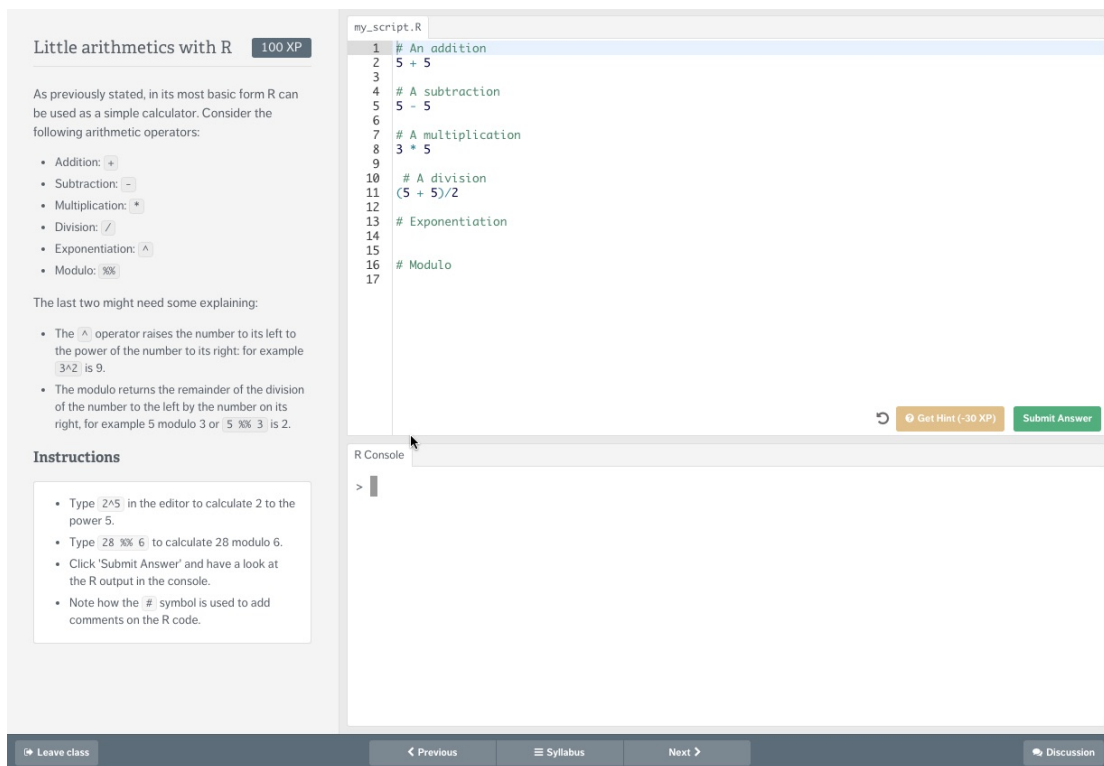 Little arithmetics with R 100 XP
As previously stated, in its most basic form R can
be used as a simple calculator. Consider the
following arithmetic operators:
• Addition: +
• Subtraction: -
• Multiplication: *
• Division: /
• Exponentiation: ^
• Modulo: %%
The last two might need some explaining:
• The ^ operator raises the number to its left to
the power of the number to its right: for example
3^2 is 9.
• The modulo returns the remainder of the division
of the number to the left by the number on its
right, for example 5 modulo 3 or 5 %% 3 is 2.
Instructions
• Type 2^5 in the editor to calculate 2 to the
power 5.
• Type 28 %% 6 to calculate 28 modulo 6.
• Click 'Submit Answer' and have a look at
the R output in the console.
• Note how the # symbol is used to add
comments on the R code.
my_script.R
1 # An addition
2 5 + 5
3
4 # A subtraction
5 5 - 5
6
7 # A multiplication
8 3 * 5
9
10  # A division
11 (5 + 5)/2
12
13 # Exponentiation
14
15
16 # Modulo
17
Get Hint (-30 XP) Submit Answer
R Console
>
Leave class Previous Syllabus Next Discussion